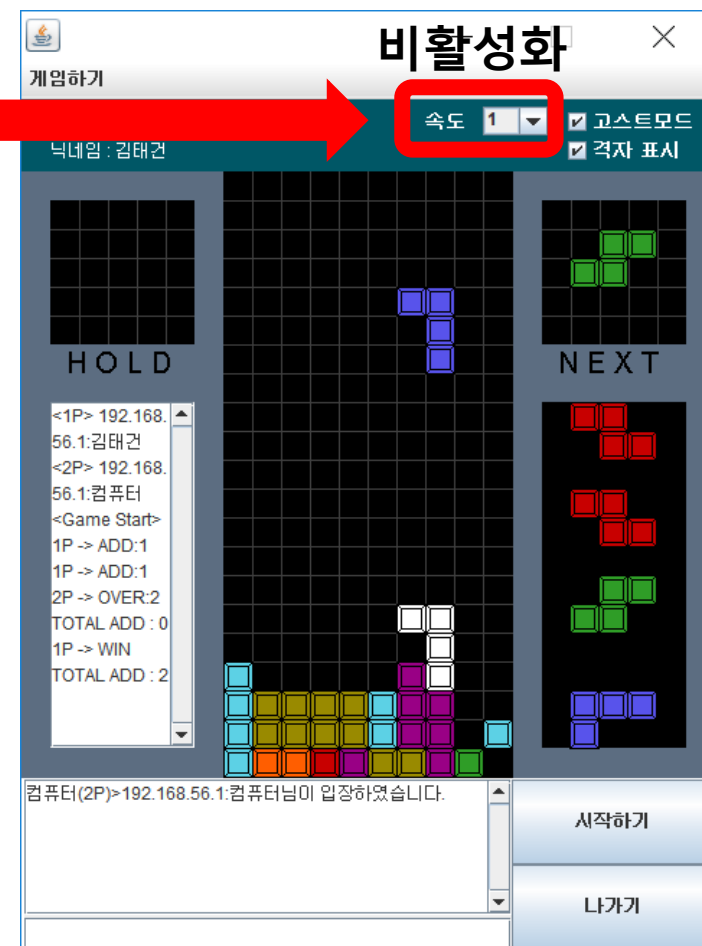 비활성화
게임하기
속도 1 고스트모드
닉네임 : 김태건 격자 표시
HOLD
NEXT
<1P> 192.168.
56.1:김태건
<2P> 192.168.
56.1:컴퓨터
<Game Start>
1P -> ADD:1
1P -> ADD:1
2P -> OVER:2
TOTAL ADD : 0
1P -> WIN
TOTAL ADD : 2
컴퓨터(2P)>192.168.56.1:컴퓨터님이 입장하였습니다.
시작하기
나가기